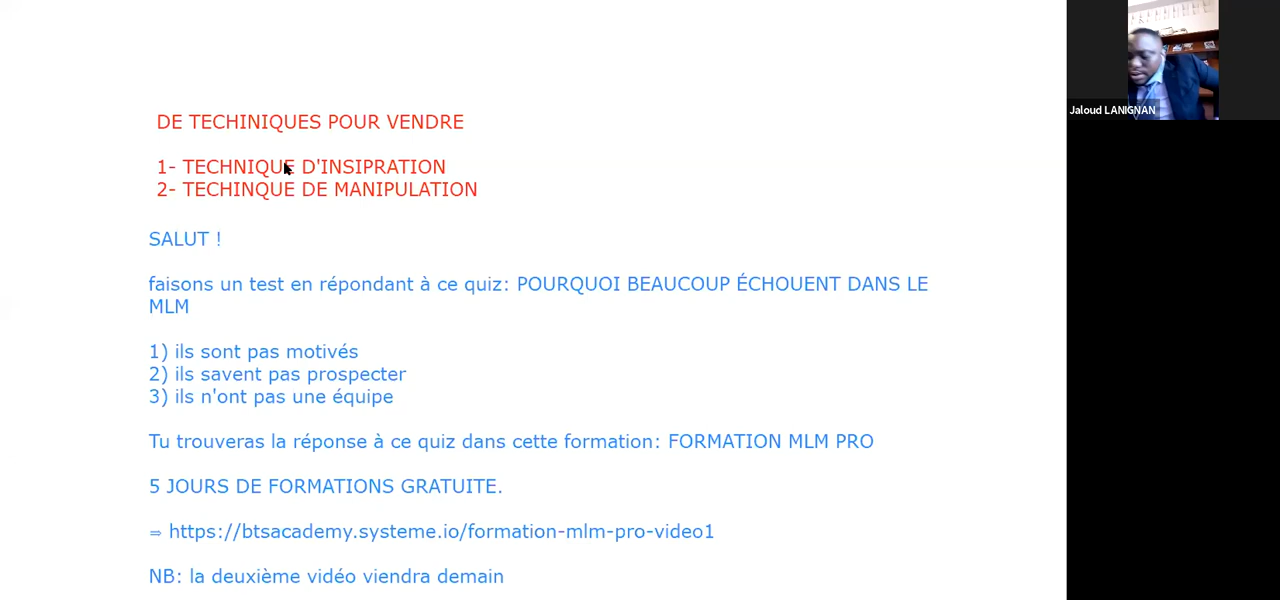 DE TECHINIQUES POUR VENDRE
1- TECHNIQUE D'INSIPRATION
2- TECHINQUE DE MANIPULATION
SALUT !
faisons un test en répondant à ce quiz: POURQUOI BEAUCOUP ÉCHOUENT DANS LE
MLM
1) ils sont pas motivés
2) ils savent pas prospecter
3) ils n'ont pas une équipe
Tu trouveras la réponse à ce quiz dans cette formation: FORMATION MLM PRO
5 JOURS DE FORMATIONS GRATUITE.
⇒ https://btsacademy.systeme.io/formation-mlm-pro-video1
NB: la deuxième vidéo viendra demain
Jaloud LANIGNAN